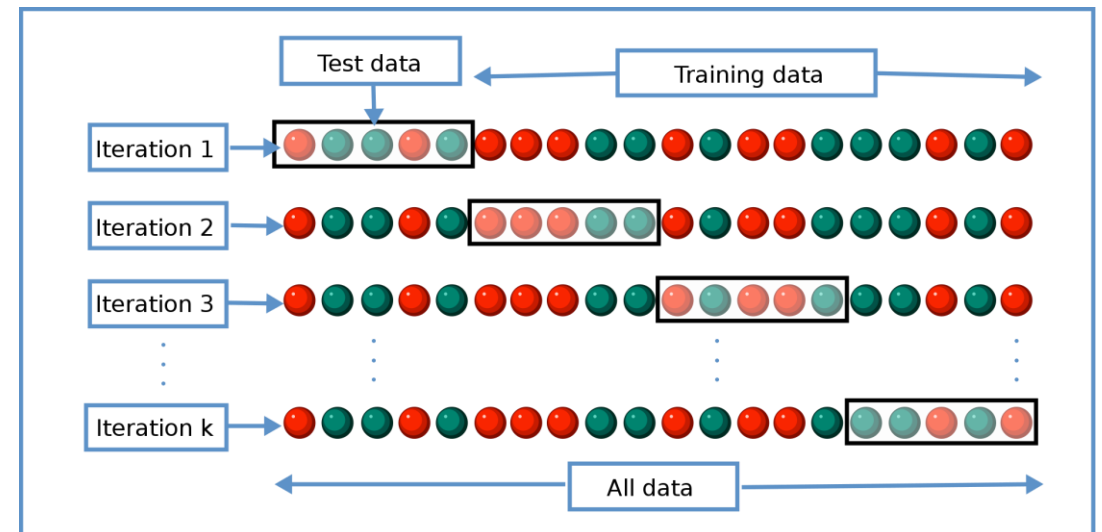 Test data
Training data
Iteration 1
Iteration 2
Iteration 3
Iteration k
All data